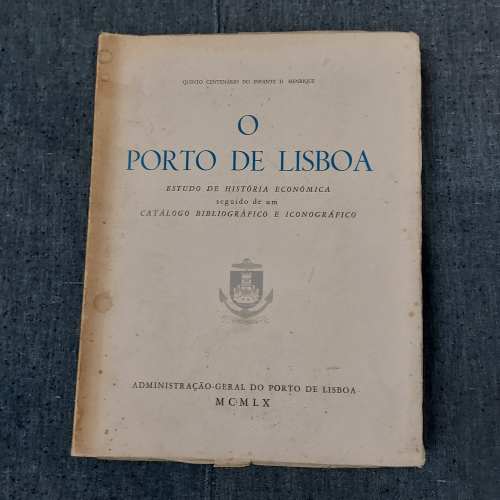 QUINTO CENTENÁRIO DO INFANTE D. HENRIQUE
O
PORTO DE LISBOA
ESTUDO DE HISTÓRIA ECONÓMICA
seguido de um
CATÁLOGO BIBLIOGRÁFICO E ICONOGRÁFICO
ADMINISTRAÇÃO-GERAL DO PORTO DE LISBOA
MCMLX